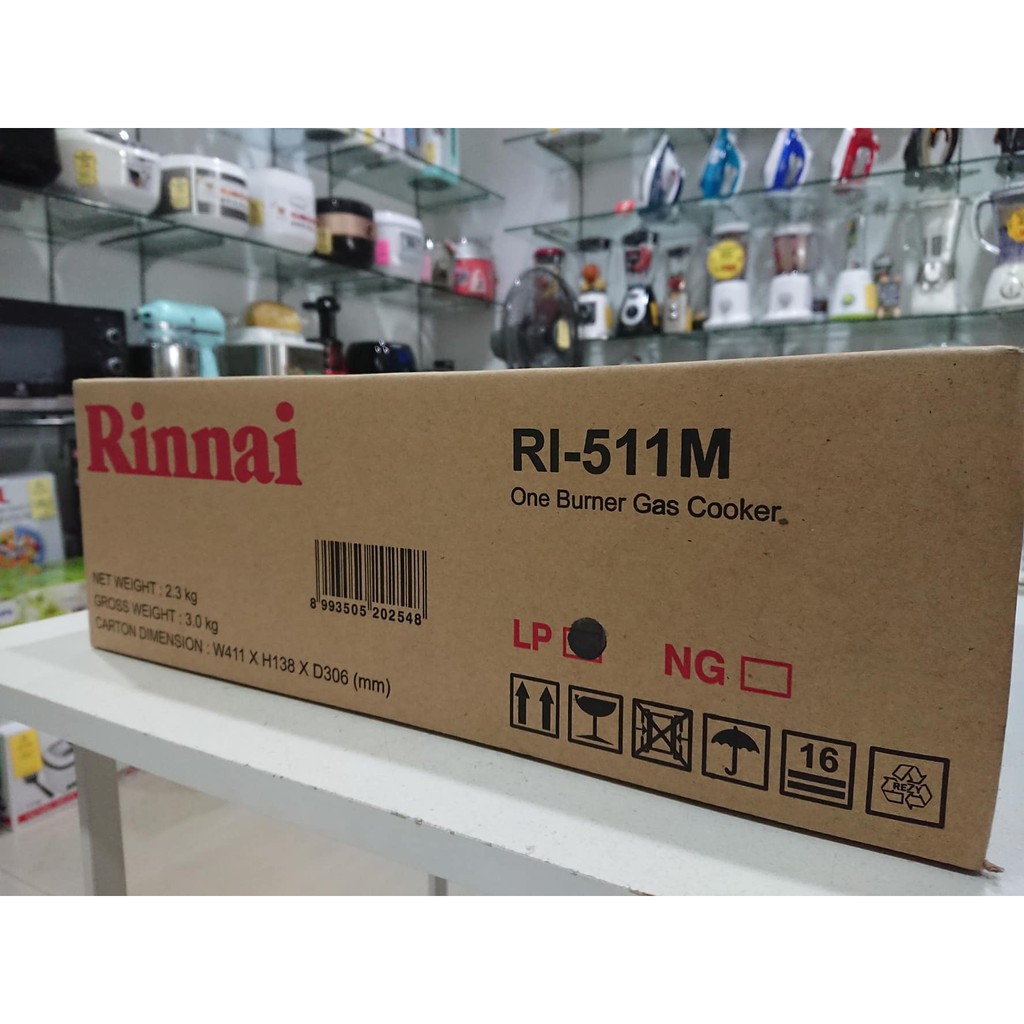 Rinnai
RI-511M
One Burner Gas Cooker
NET WEIGHT : 2.3 kg
GROSS WEIGHT : 3.0 kg
CARTON DIMENSION : W411 X H138 X D306 (mm)
8 993505 202548
LP
NG
16
REZY